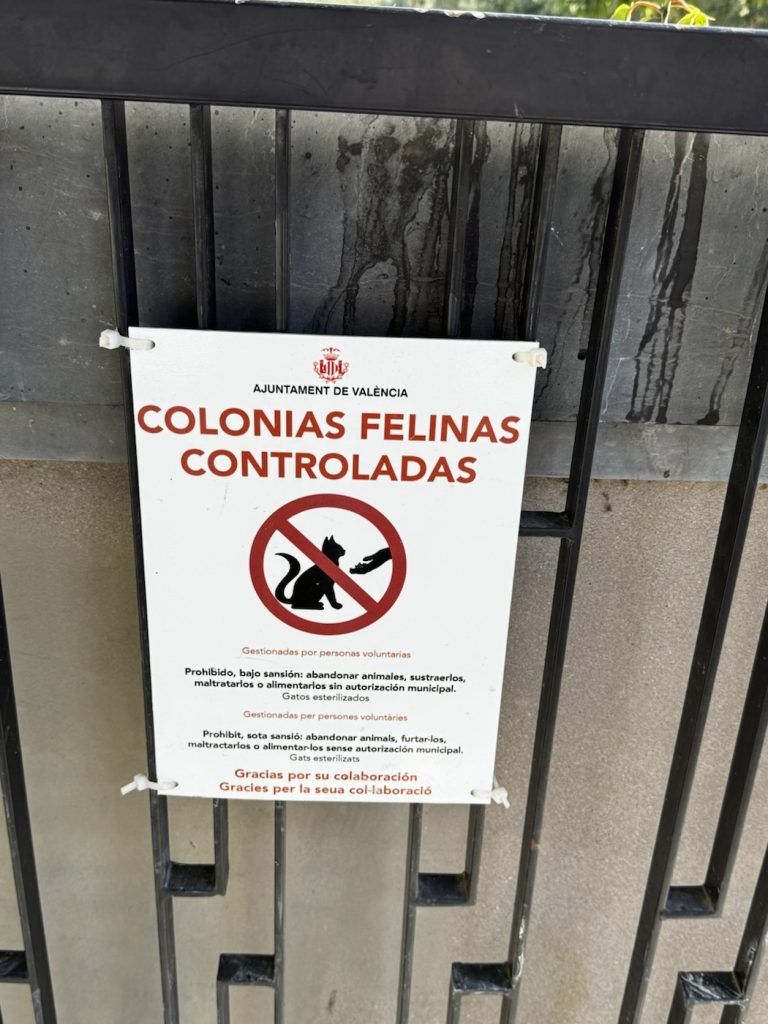 AJUNTAMENT DE VALÈNCIA
COLONIAS FELINAS
CONTROLADAS
Gestionadas por personas voluntarias
Prohibido, bajo sansión: abandonar animales, sustraerlos,
maltratarlos o alimentarlos sin autorización municipal.
Gatos esterilizados
Gestionades per persones voluntàries
Prohibit, sota sansió: abandonar animals, furtar-los,
maltractarlos o alimentar-los sense autorización municipal.
Gats esterilizats
Gracias por su colaboración
Gracies per la seua col·laboració